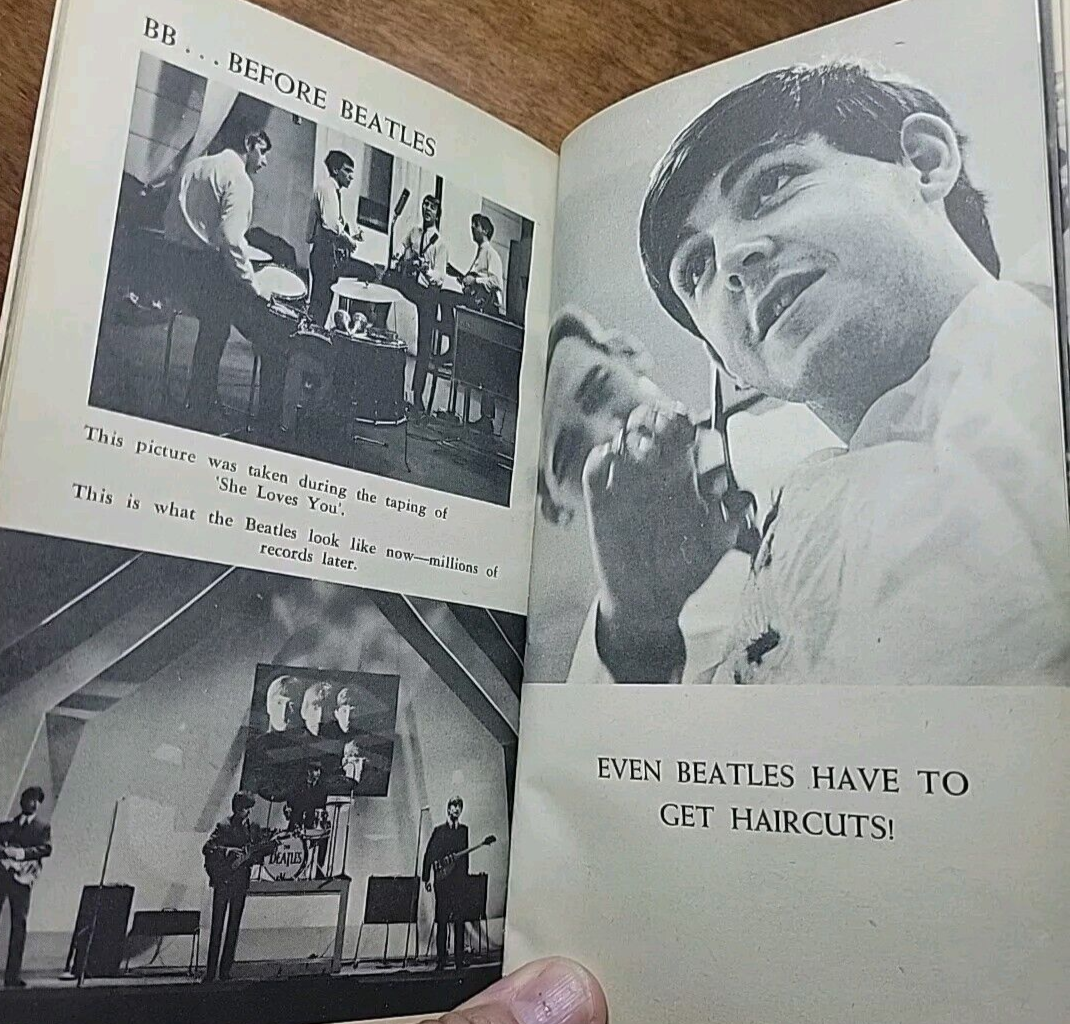 BB...BEFORE BEATLES
This picture was taken during the taping of
'She Loves You'.
This is what the Beatles look like now—millions of
records later.
THE
BEATLES
EVEN BEATLES HAVE TO
GET HAIRCUTS!